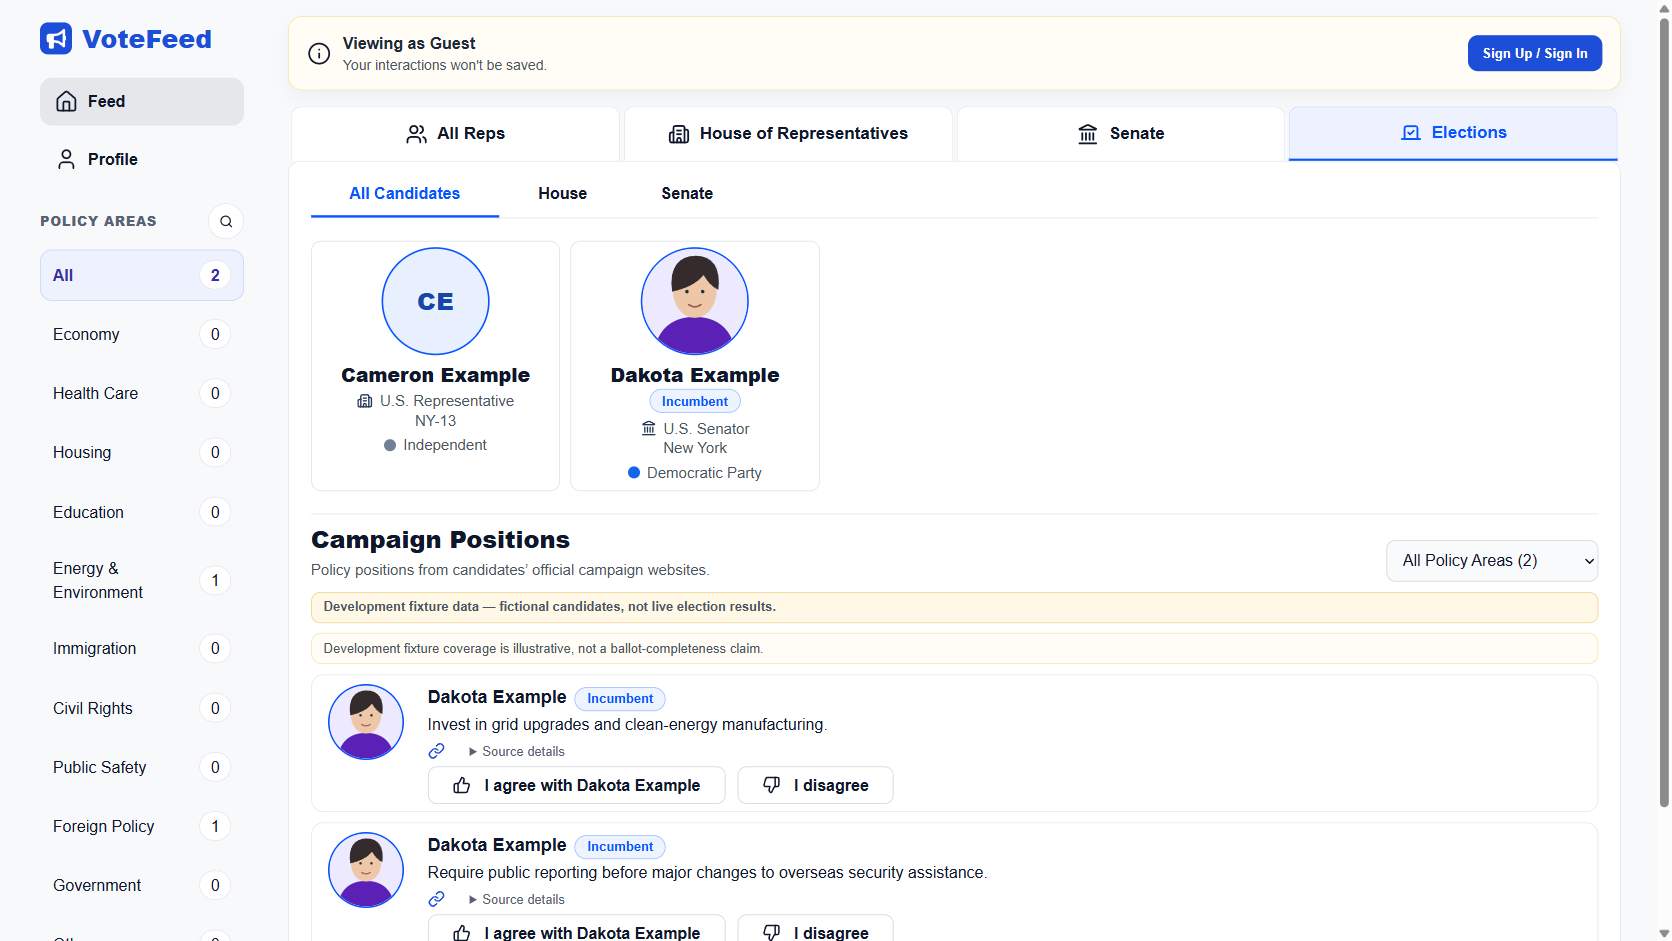 VoteFeed
Feed
Profile
POLICY AREAS
All 2
Economy 0
Health Care 0
Housing 0
Education 0
Energy &
Environment 1
Immigration 0
Civil Rights 0
Public Safety 0
Foreign Policy 1
Government 0
Viewing as Guest
Your interactions won't be saved.
Sign Up / Sign In
All Reps
House of Representatives
Senate
Elections
All Candidates
House
Senate
CE
Cameron Example
U.S. Representative
NY-13
Independent
Dakota Example
Incumbent
U.S. Senator
New York
Democratic Party
Campaign Positions
Policy positions from candidates’ official campaign websites.
All Policy Areas (2)
Development fixture data — fictional candidates, not live election results.
Development fixture coverage is illustrative, not a ballot-completeness claim.
Dakota Example Incumbent
Invest in grid upgrades and clean-energy manufacturing.
Source details
I agree with Dakota Example
I disagree
Dakota Example Incumbent
Require public reporting before major changes to overseas security assistance.
Source details
I agree with Dakota Example
I disagree